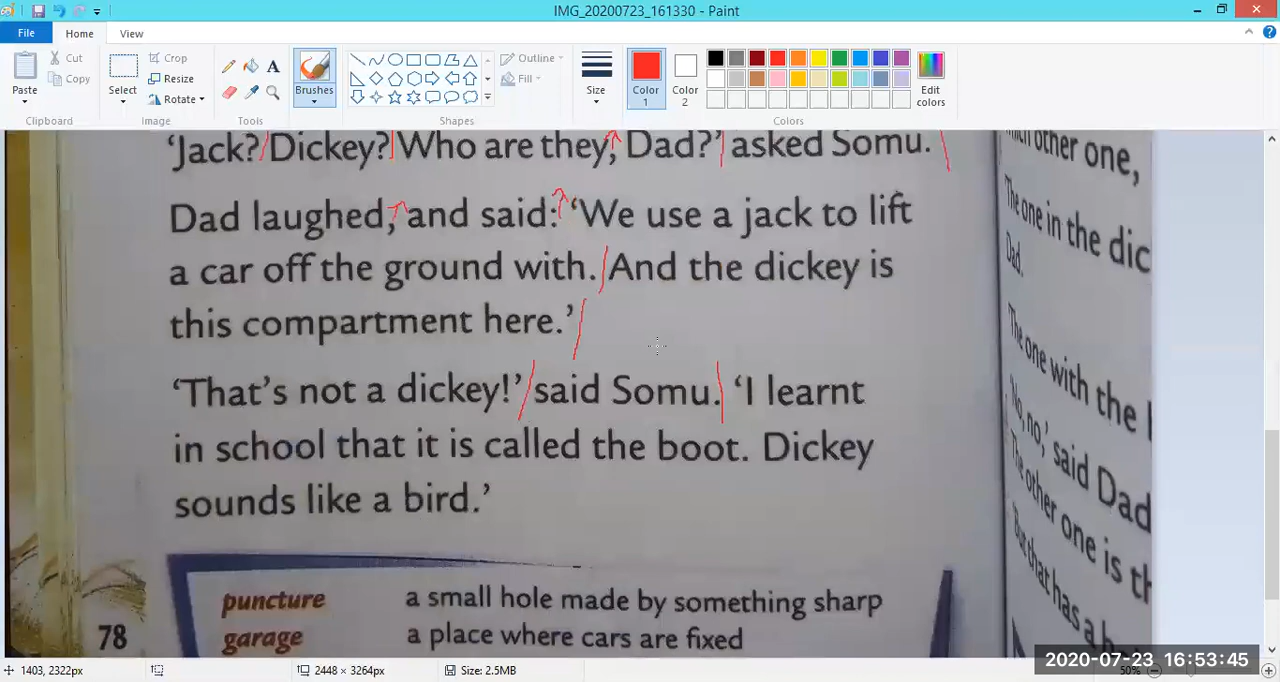 IMG_20200723_161330 - Paint
File Home View
Paste Cut Copy Select Crop Resize Rotate Brushes Outline Fill Size Color 1 Color 2 Edit colors
Clipboard Image Tools Shapes Colors
‘Jack? Dickey? Who are they, Dad?’ asked Somu.
Dad laughed, and said: ‘We use a jack to lift
a car off the ground with. And the dickey is
this compartment here.’
‘That’s not a dickey!’ said Somu. ‘I learnt
in school that it is called the boot. Dickey
sounds like a bird.’
puncture a small hole made by something sharp
garage a place where cars are fixed
78
which other one,
The one in the dic
Dad.
The one with the
‘No, no,’ said Dad
The other one is th
‘But that has a
1403, 2322px 2448 × 3264px Size: 2.5MB 50%
2020-07-23 16:53:45